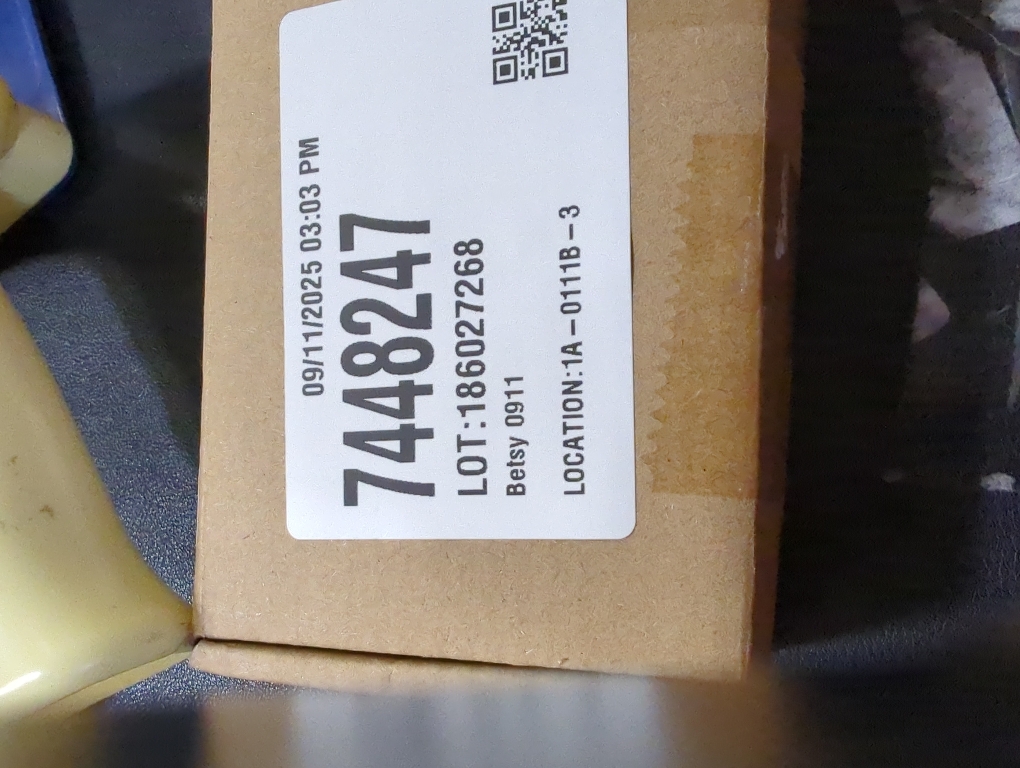 09/11/2025 03:03 PM
7448247
LOT:186027268
Betsy 0911
LOCATION:1A-0111B-3